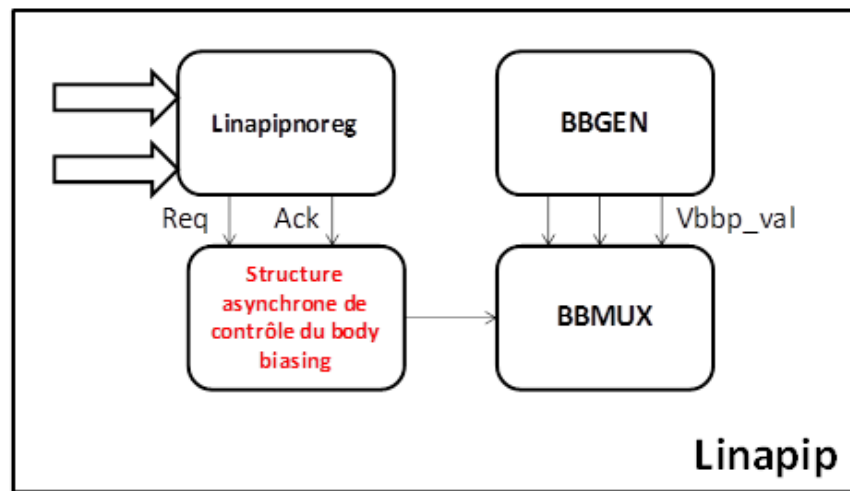 Linapipnoreg
BBGEN
Req
Ack
Vbbp_val
Structure
asynchrone de
contrôle du body
biasing
BBMUX
Linapip